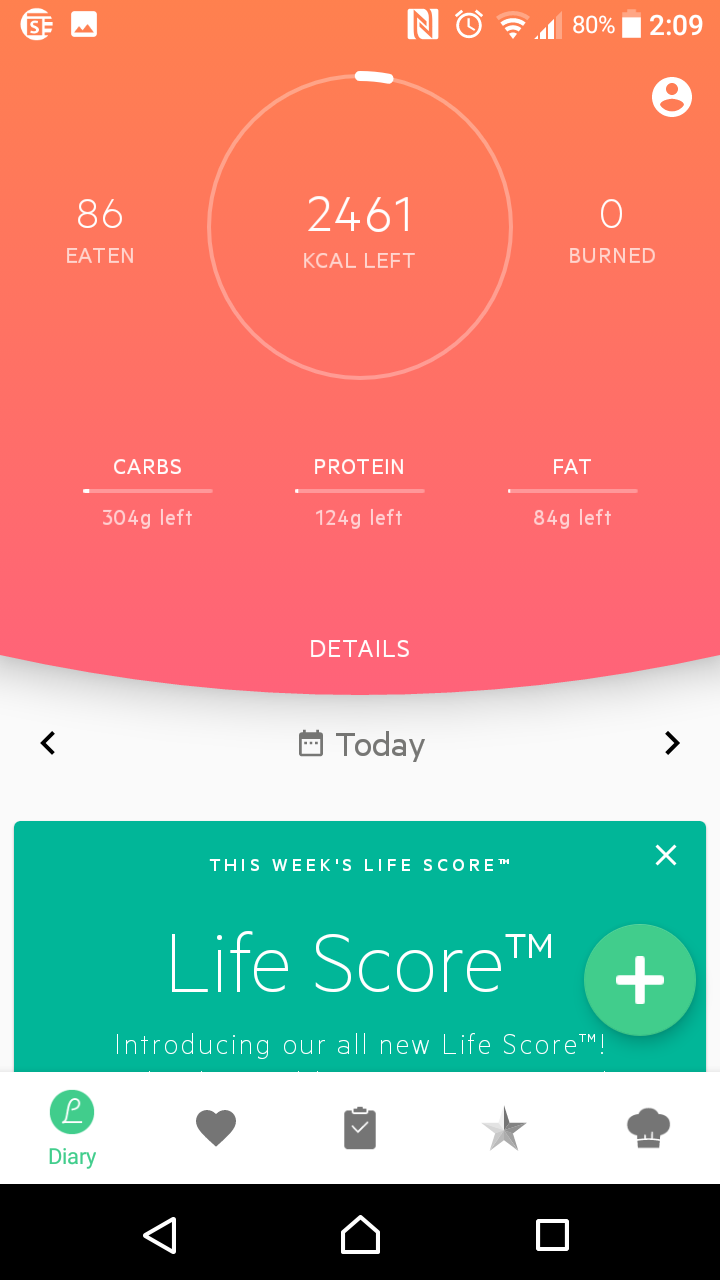 80% 2:09
86
EATEN
2461
KCAL LEFT
0
BURNED
CARBS
304g left
PROTEIN
124g left
FAT
84g left
DETAILS
Today
THIS WEEK'S LIFE SCORE™
Life Score™
Introducing our all new Life Score™!
Diary